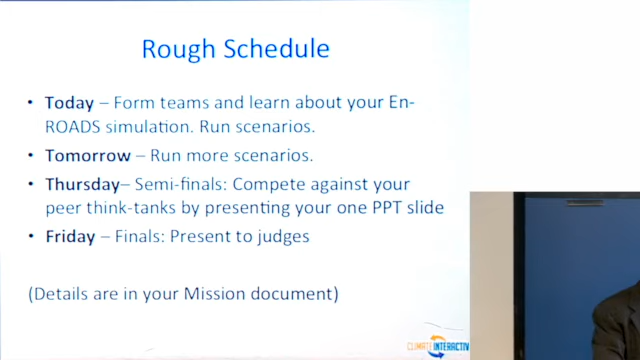 Rough Schedule
• Today – Form teams and learn about your En-
ROADS simulation. Run scenarios.
• Tomorrow – Run more scenarios.
• Thursday– Semi-finals: Compete against your
peer think-tanks by presenting your one PPT slide
• Friday – Finals: Present to judges
(Details are in your Mission document)
CLIMATE INTERACTIV